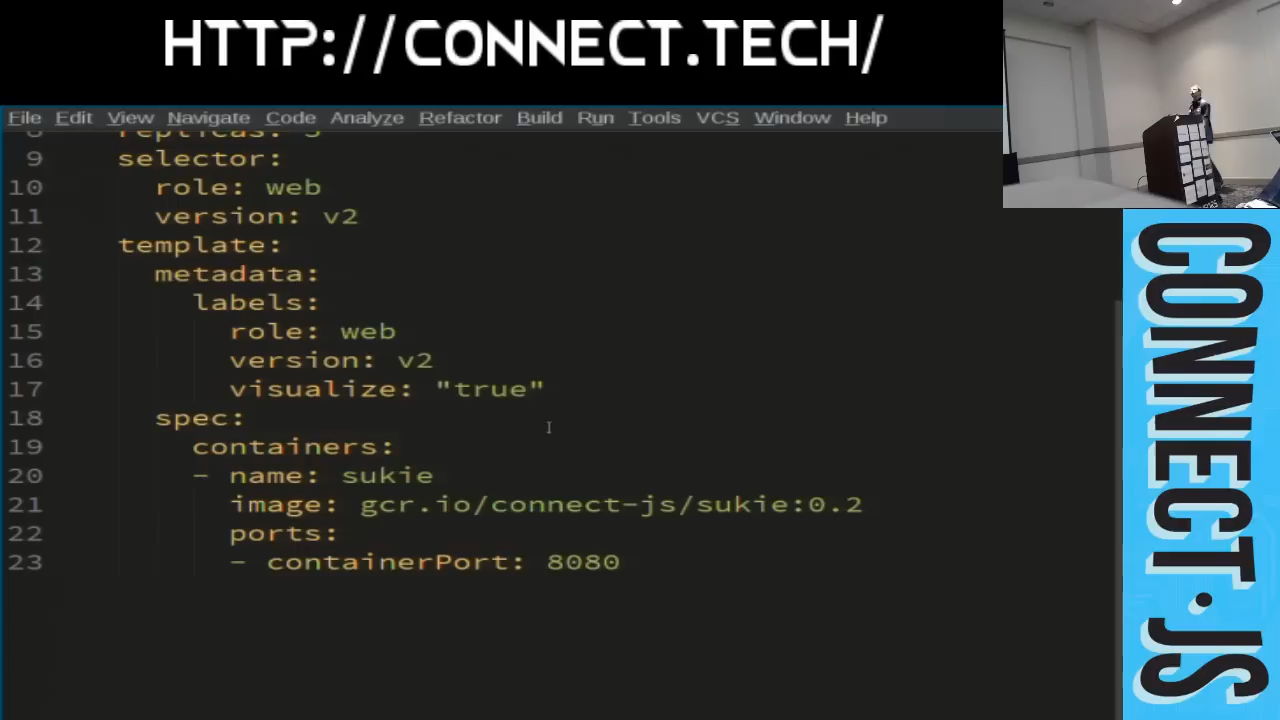 HTTP://CONNECT.TECH/
File Edit View Navigate Code Analyze Refactor Build Run Tools VCS Window Help
8 replicas: 3
9 selector:
10 role: web
11 version: v2
12 template:
13 metadata:
14 labels:
15 role: web
16 version: v2
17 visualize: "true"
18 spec:
19 containers:
20 - name: sukie
21 image: gcr.io/connect-js/sukie:0.2
22 ports:
23 - containerPort: 8080
CONNECT.JS